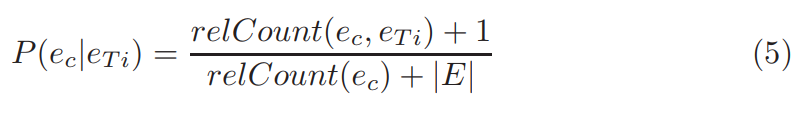 P(e_c|e_{Ti}) = \frac{relCount(e_c, e_{Ti}) + 1}{relCount(e_c) + |E|} (5)